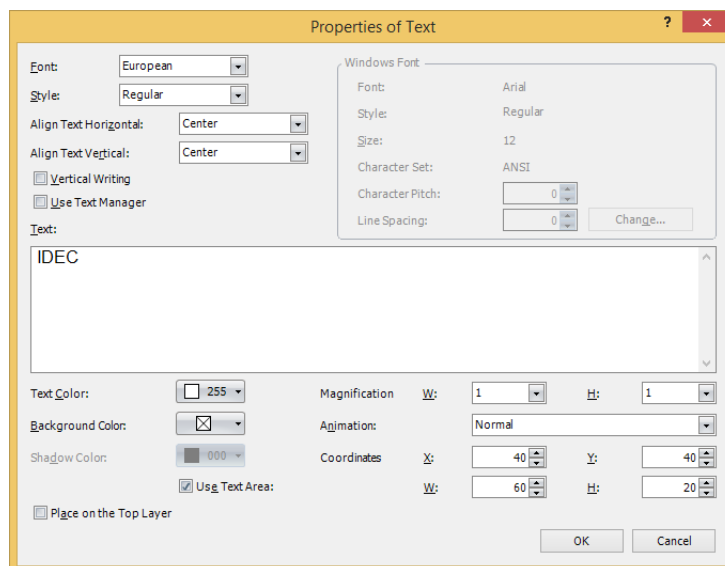 Properties of Text
Font: European
Style: Regular
Align Text Horizontal: Center
Align Text Vertical: Center
Vertical Writing
Use Text Manager
Windows Font
Font: Arial
Style: Regular
Size: 12
Character Set: ANSI
Character Pitch: 0
Line Spacing: 0 Change...
Text:
IDEC
Text Color: 255 Magnification W: 1 H: 1
Background Color: Animation: Normal
Shadow Color: 000 Coordinates X: 40 Y: 40
Use Text Area: W: 60 H: 20
Place on the Top Layer
OK Cancel